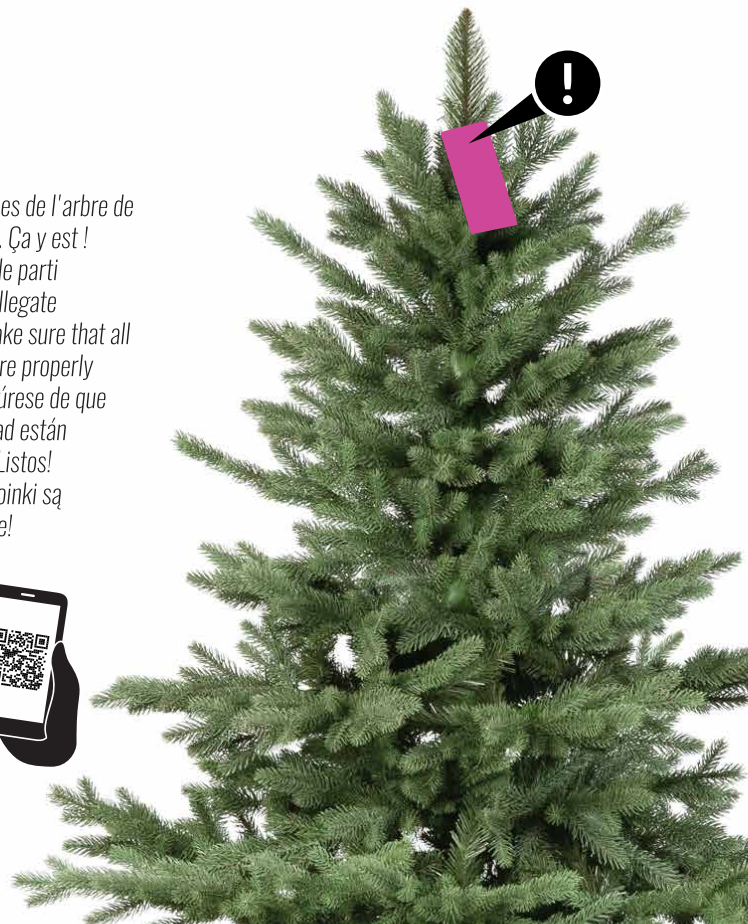 !
es de l'arbre de
. Ça y est !
le parti
llegate
ake sure that all
re properly
úrese de que
ad están
Listos!
oinki są
e!